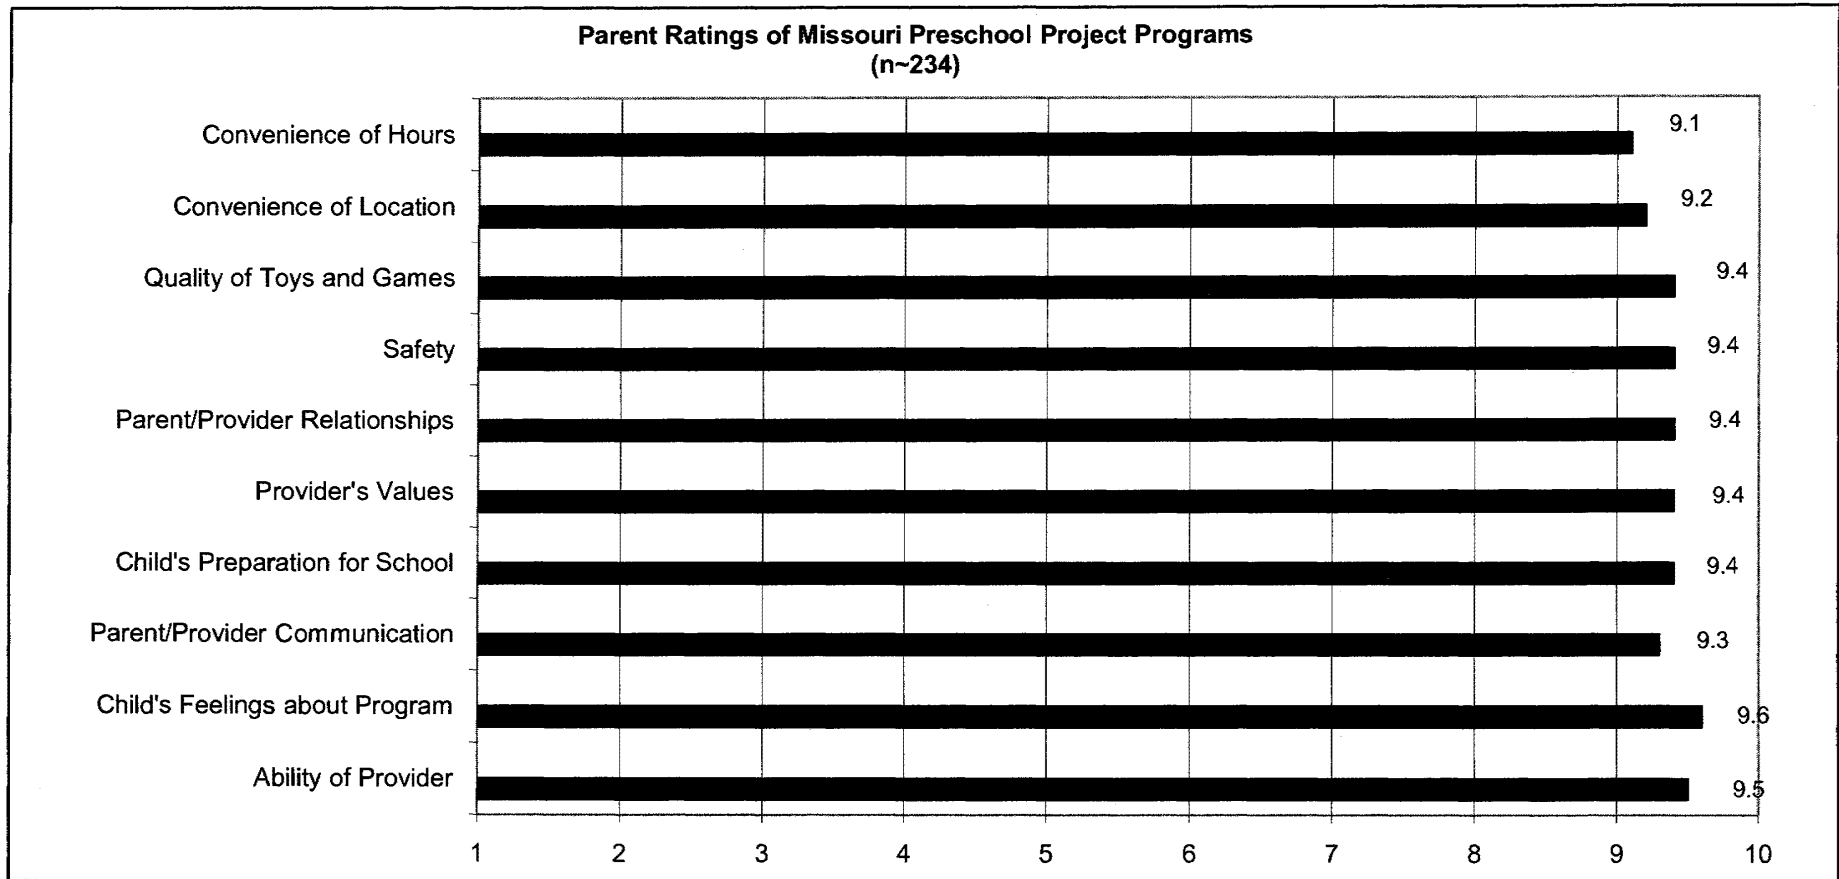 Parent Ratings of Missouri Preschool Project Programs
(n~234)
Convenience of Hours 9.1
Convenience of Location 9.2
Quality of Toys and Games 9.4
Safety 9.4
Parent/Provider Relationships 9.4
Provider's Values 9.4
Child's Preparation for School 9.4
Parent/Provider Communication 9.3
Child's Feelings about Program 9.6
Ability of Provider 9.5
1 2 3 4 5 6 7 8 9 10